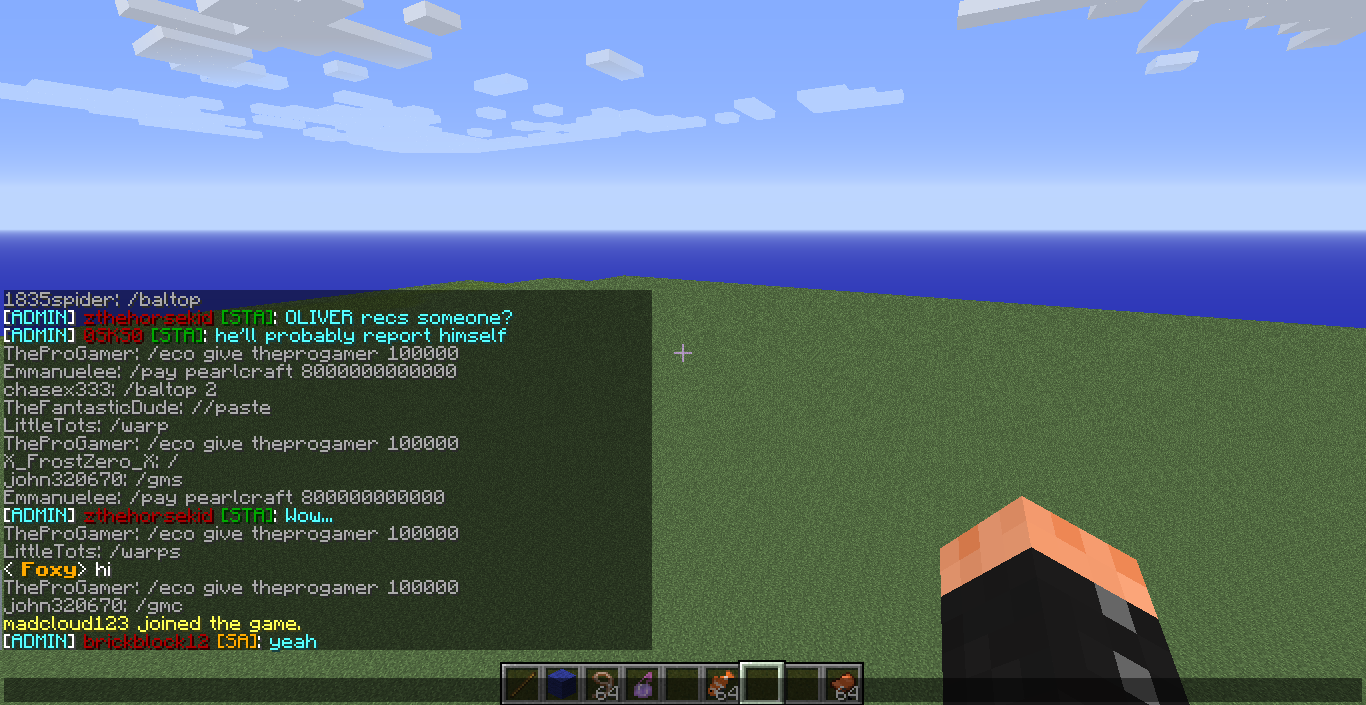 1835spider: /baltop
[ADMIN] zthehorsekid [STA]: OLIVER recs someone?
[ADMIN] 05K50 [STA]: he'll probably report himself
TheProGamer: /eco give theprogamer 100000
Emmanuelee: /pay pearlcraft 8000000000000
chasex333: /baltop 2
TheFantasticDude: //paste
LittleTots: /warp
TheProGamer: /eco give theprogamer 100000
X_FrostZero_X: /
john320670: /gms
Emmanuelee: /pay pearlcraft 800000000000
[ADMIN] zthehorsekid [STA]: Wow...
TheProGamer: /eco give theprogamer 100000
LittleTots: /warps
< Foxy> hi
TheProGamer: /eco give theprogamer 100000
john320670: /gmc
madcloud123 joined the game.
[ADMIN] brickblock12 [SA]: yeah
64 64 64